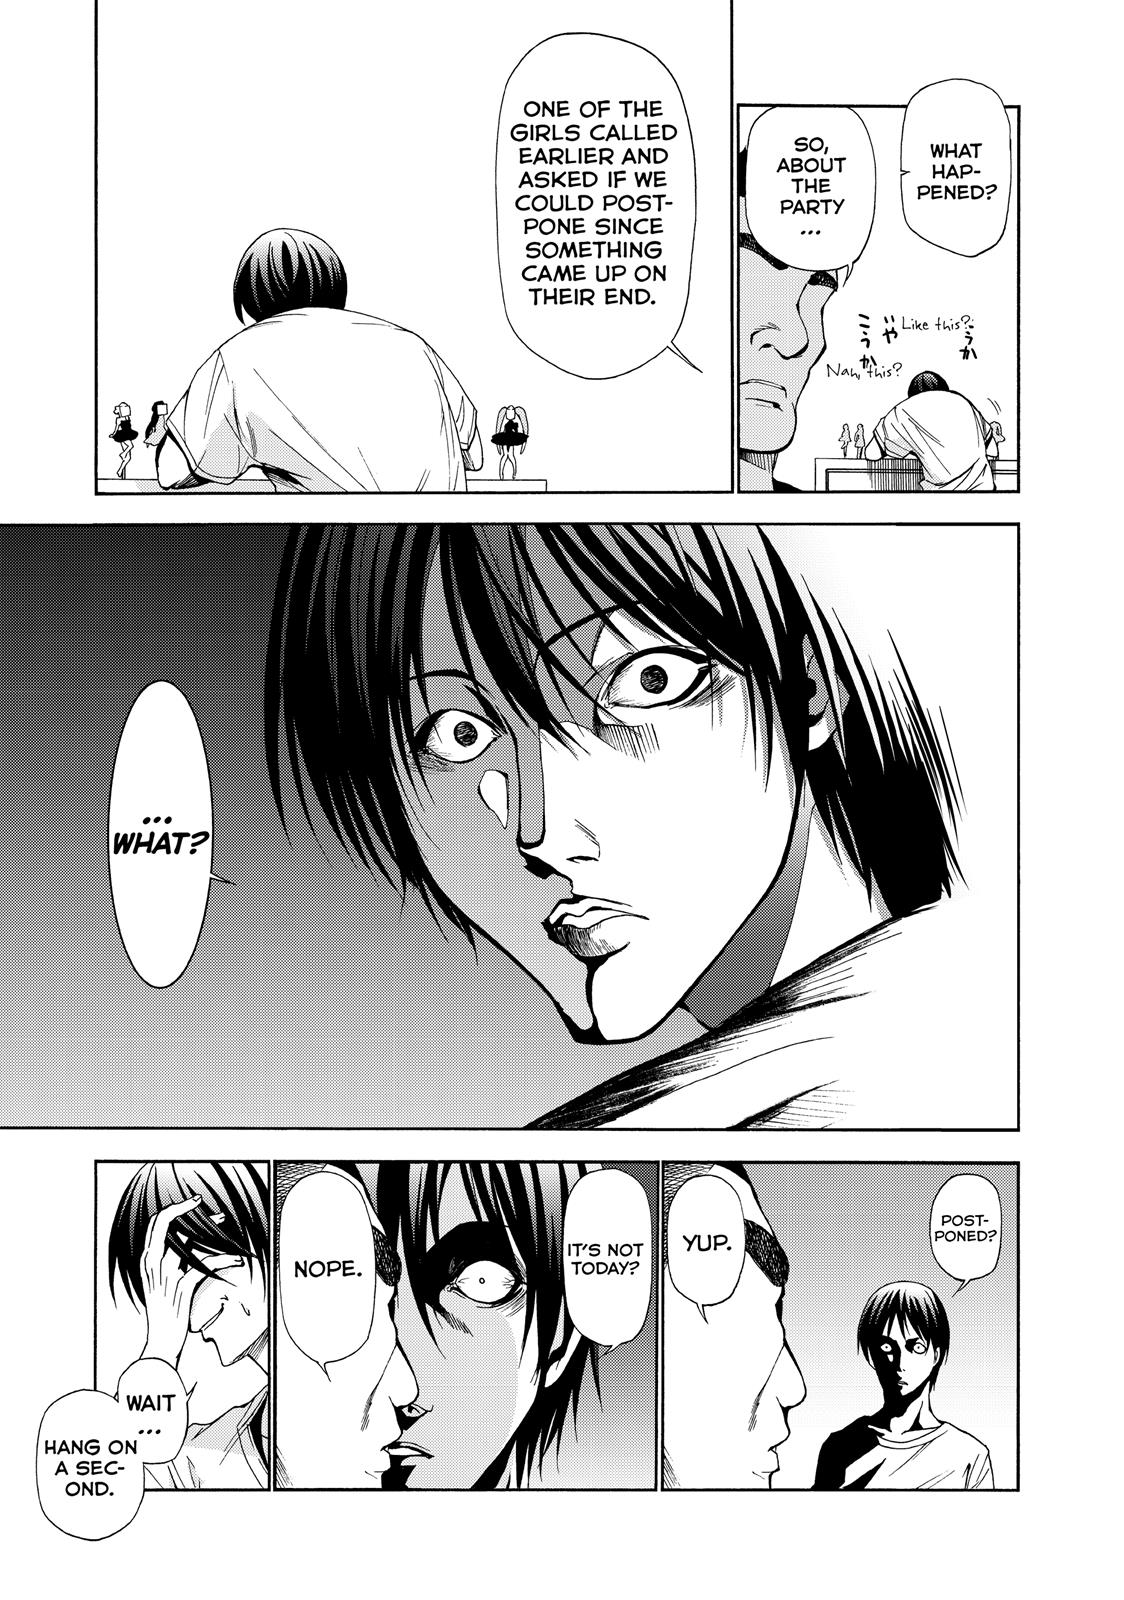 WHAT
HAP-
PENED?
SO,
ABOUT
THE
PARTY
...
うか
Like this?
いや
こうか
Nah, this?
ONE OF THE
GIRLS CALLED
EARLIER AND
ASKED IF WE
COULD POST-
PONE SINCE
SOMETHING
CAME UP ON
THEIR END.
...
WHAT?
POST-
PONED?
YUP.
IT'S NOT
TODAY?
NOPE.
WAIT
...
HANG ON
A SEC-
OND.